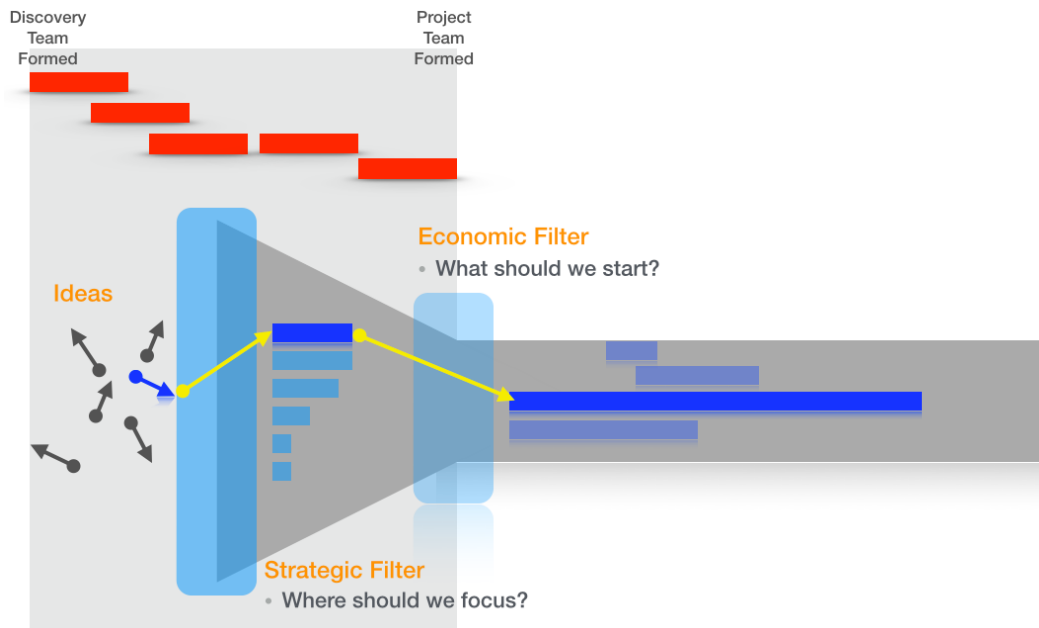 Discovery
Team
Formed
Project
Team
Formed
Economic Filter
• What should we start?
Ideas
Strategic Filter
• Where should we focus?